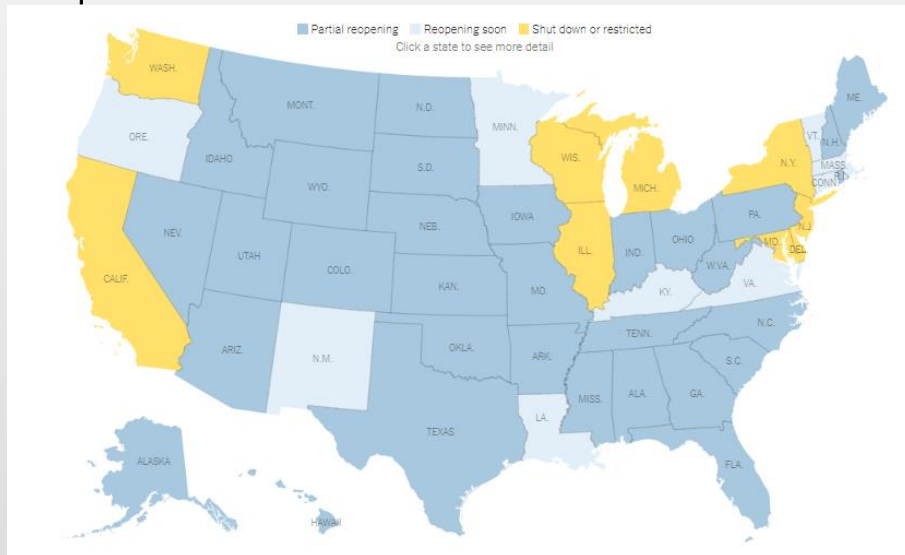 Partial reopening Reopening soon Shut down or restricted
Click a state to see more detail
WASH.
MONT.
N.D.
MINN.
ME.
ORE.
IDAHO
S.D.
WIS.
MICH.
N.Y.
VT.
N.H.
MASS.
R.I.
CONN.
WYO.
NEV.
UTAH
COLO.
NEB.
IOWA
ILL.
IND.
OHIO
PA.
N.J.
MD.
DEL.
W.VA.
VA.
CALIF.
KAN.
MO.
KY.
ARIZ.
N.M.
OKLA.
ARK.
TENN.
N.C.
S.C.
TEXAS
LA.
MISS.
ALA.
GA.
FLA.
ALASKA
HAWAII